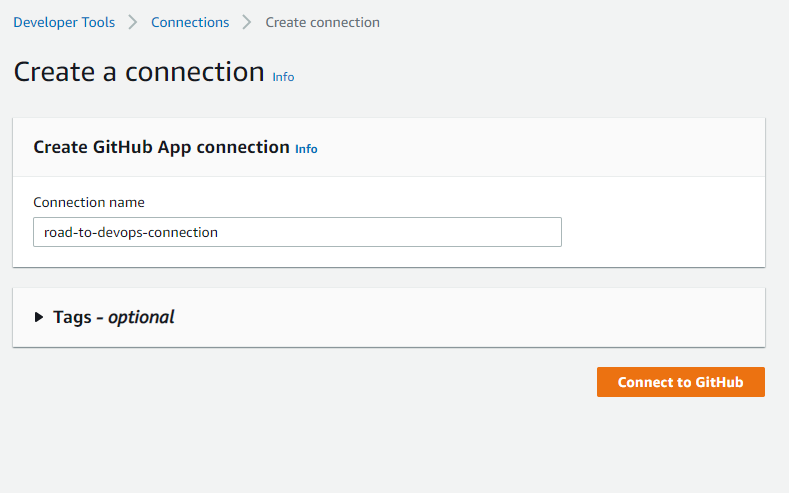 Developer Tools > Connections > Create connection
Create a connection Info
Create GitHub App connection Info
Connection name
road-to-devops-connection
Tags - optional
Connect to GitHub